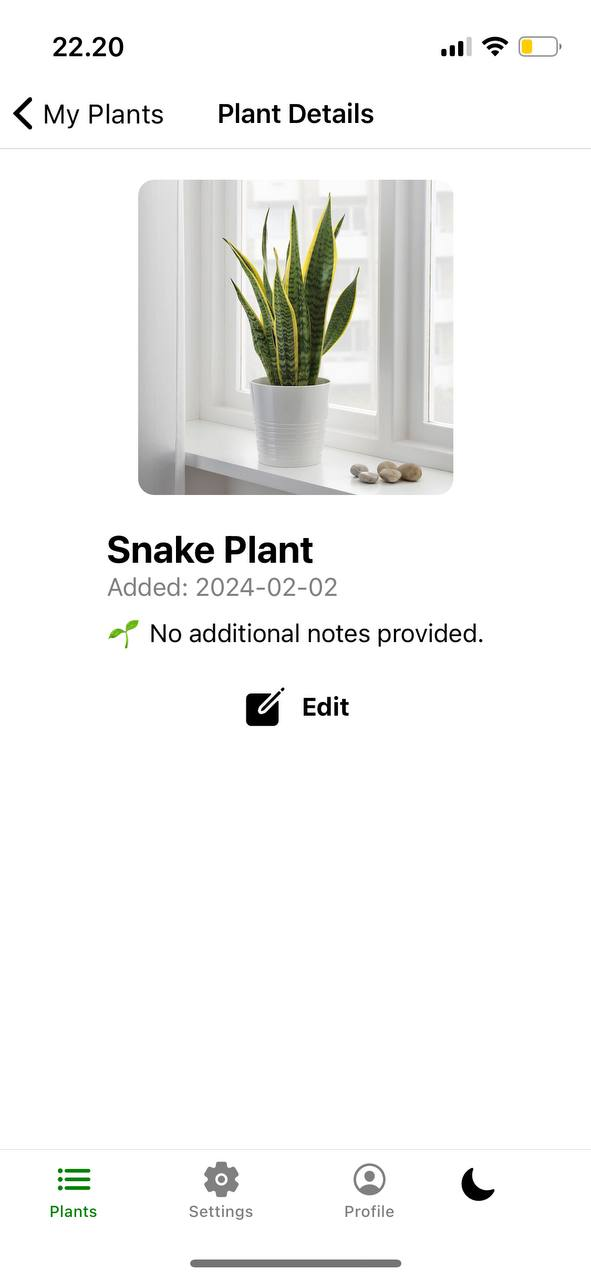 22.20
My Plants
Plant Details
Snake Plant
Added: 2024-02-02
🌱 No additional notes provided.
Edit
Plants
Settings
Profile